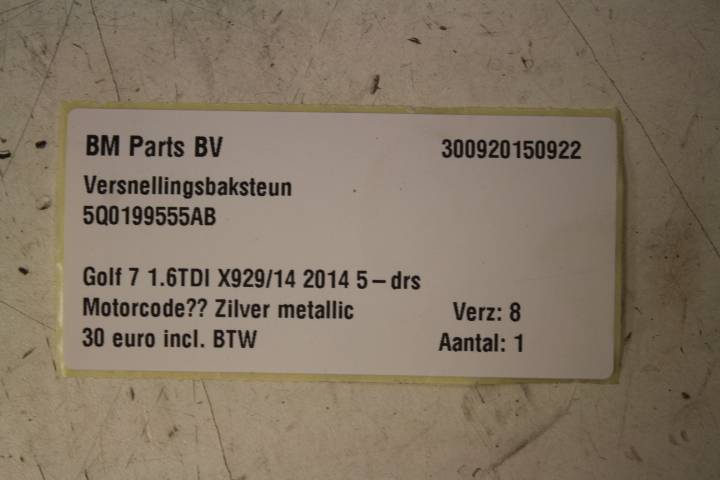 BM Parts BV 300920150922
Versnellingsbaksteun
5Q0199555AB
Golf 7 1.6TDI X929/14 2014 5-drs
Motorcode?? Zilver metallic Verz: 8
30 euro incl. BTW Aantal: 1